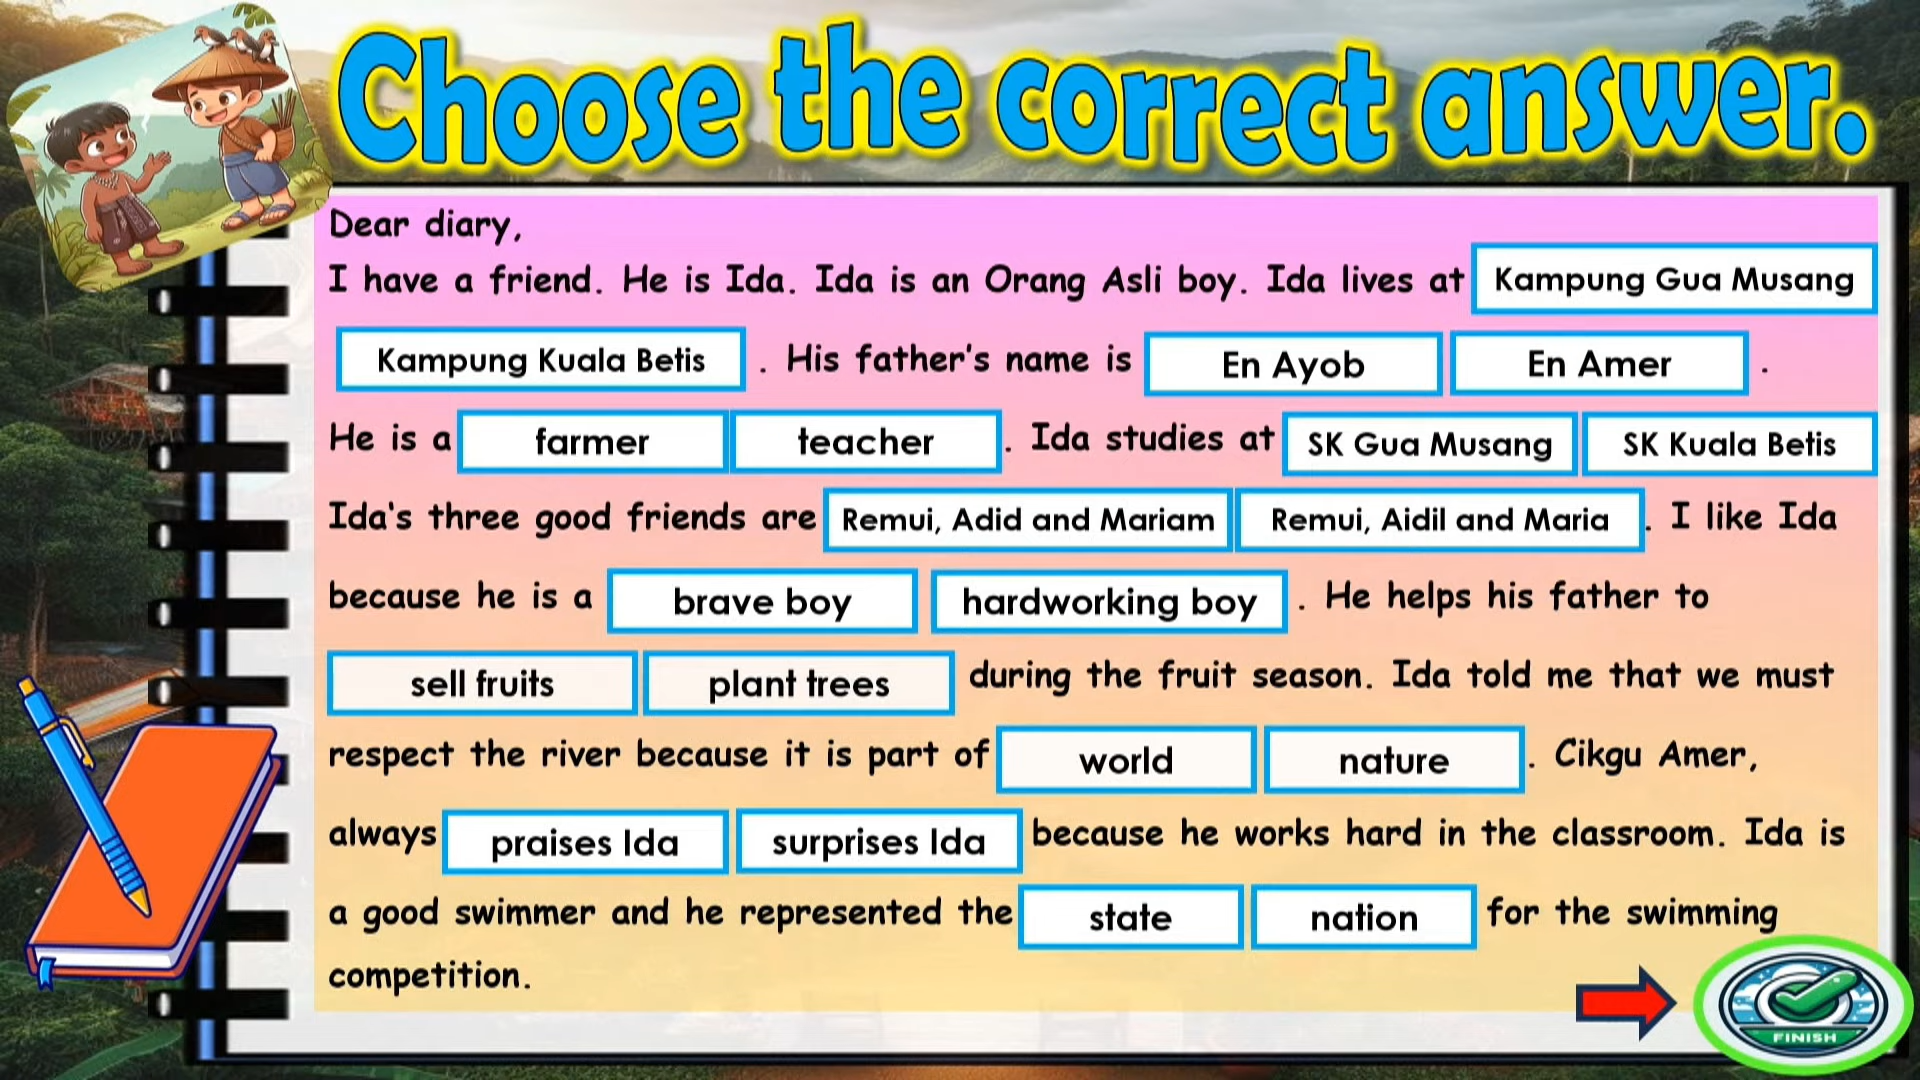 Choose the correct answer.
Dear diary,
I have a friend. He is Ida. Ida is an Orang Asli boy. Ida lives at Kampung Gua Musang
Kampung Kuala Betis . His father's name is En Ayob En Amer .
He is a farmer teacher . Ida studies at SK Gua Musang SK Kuala Betis
Ida's three good friends are Remui, Adid and Mariam Remui, Aidil and Maria . I like Ida
because he is a brave boy hardworking boy . He helps his father to
sell fruits plant trees during the fruit season. Ida told me that we must
respect the river because it is part of world nature . Cikgu Amer,
always praises Ida surprises Ida because he works hard in the classroom. Ida is
a good swimmer and he represented the state nation for the swimming
competition.
FINISH